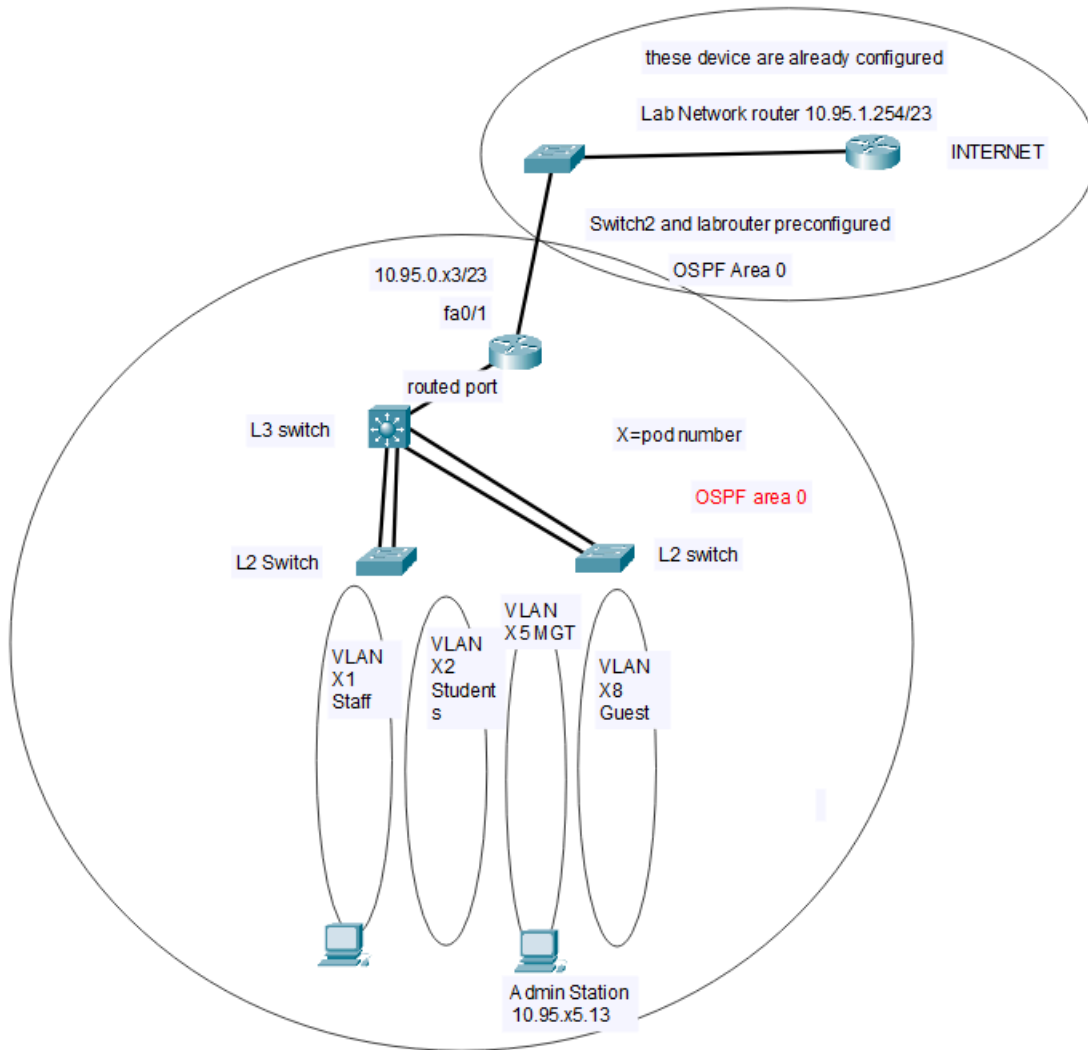 these device are already configured
Lab Network router 10.95.1.254/23
INTERNET
Switch2 and labrouter preconfigured
OSPF Area 0
10.95.0.x3/23
fa0/1
routed port
L3 switch
X=pod number
OSPF area 0
L2 Switch
L2 switch
VLAN
X1
Staff
VLAN
X2
Student
s
VLAN
X5 MGT
VLAN
X8
Guest
Admin Station
10.95.x5.13